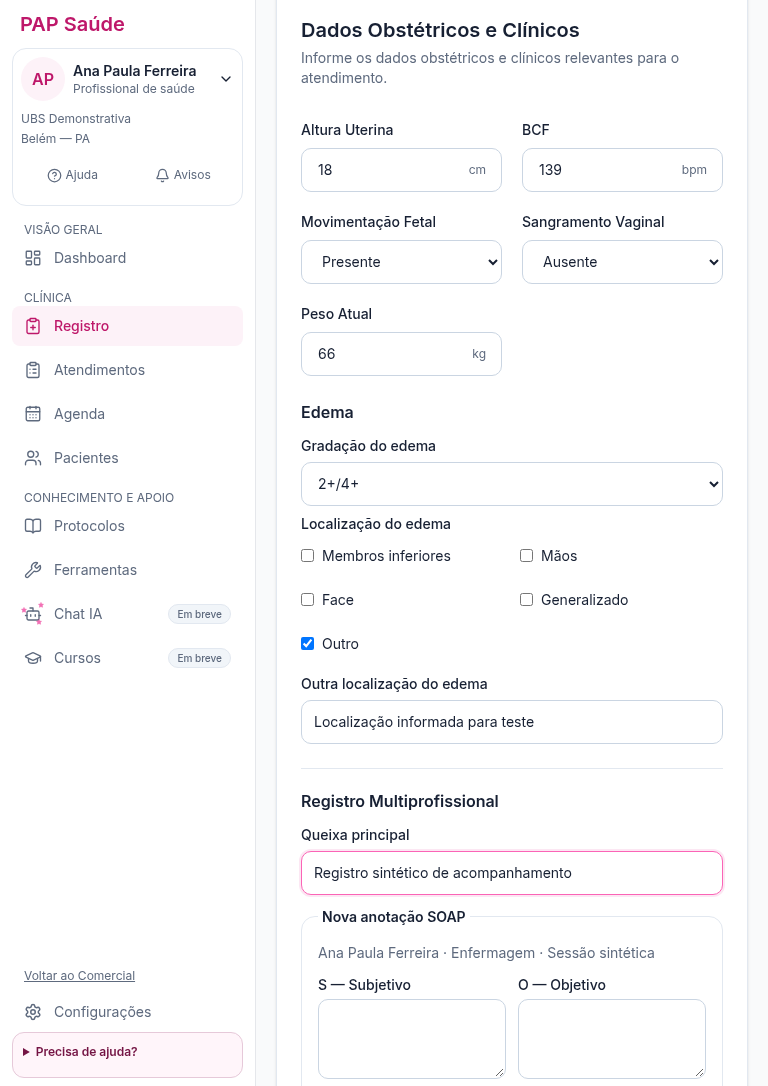 PAP Saúde
AP
Ana Paula Ferreira
Profissional de saúde
UBS Demonstrativa
Belém — PA
Ajuda
Avisos
VISÃO GERAL
Dashboard
CLÍNICA
Registro
Atendimentos
Agenda
Pacientes
CONHECIMENTO E APOIO
Protocolos
Ferramentas
Chat IA
Em breve
Cursos
Em breve
Voltar ao Comercial
Configurações
Precisa de ajuda?
Dados Obstétricos e Clínicos
Informe os dados obstétricos e clínicos relevantes para o
atendimento.
Altura Uterina
BCF
18 cm
139 bpm
Movimentação Fetal
Sangramento Vaginal
Presente
Ausente
Peso Atual
66 kg
Edema
Gradação do edema
2+/4+
Localização do edema
Membros inferiores
Mãos
Face
Generalizado
Outro
Outra localização do edema
Localização informada para teste
Registro Multiprofissional
Queixa principal
Registro sintético de acompanhamento
Nova anotação SOAP
Ana Paula Ferreira · Enfermagem · Sessão sintética
S — Subjetivo
O — Objetivo